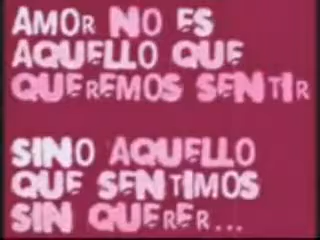 AMOR NO ES
AQUELLO QUE
QUEREMOS SENTIR
SINO AQUELLO
QUE SENTIMOS
SIN QUERER...